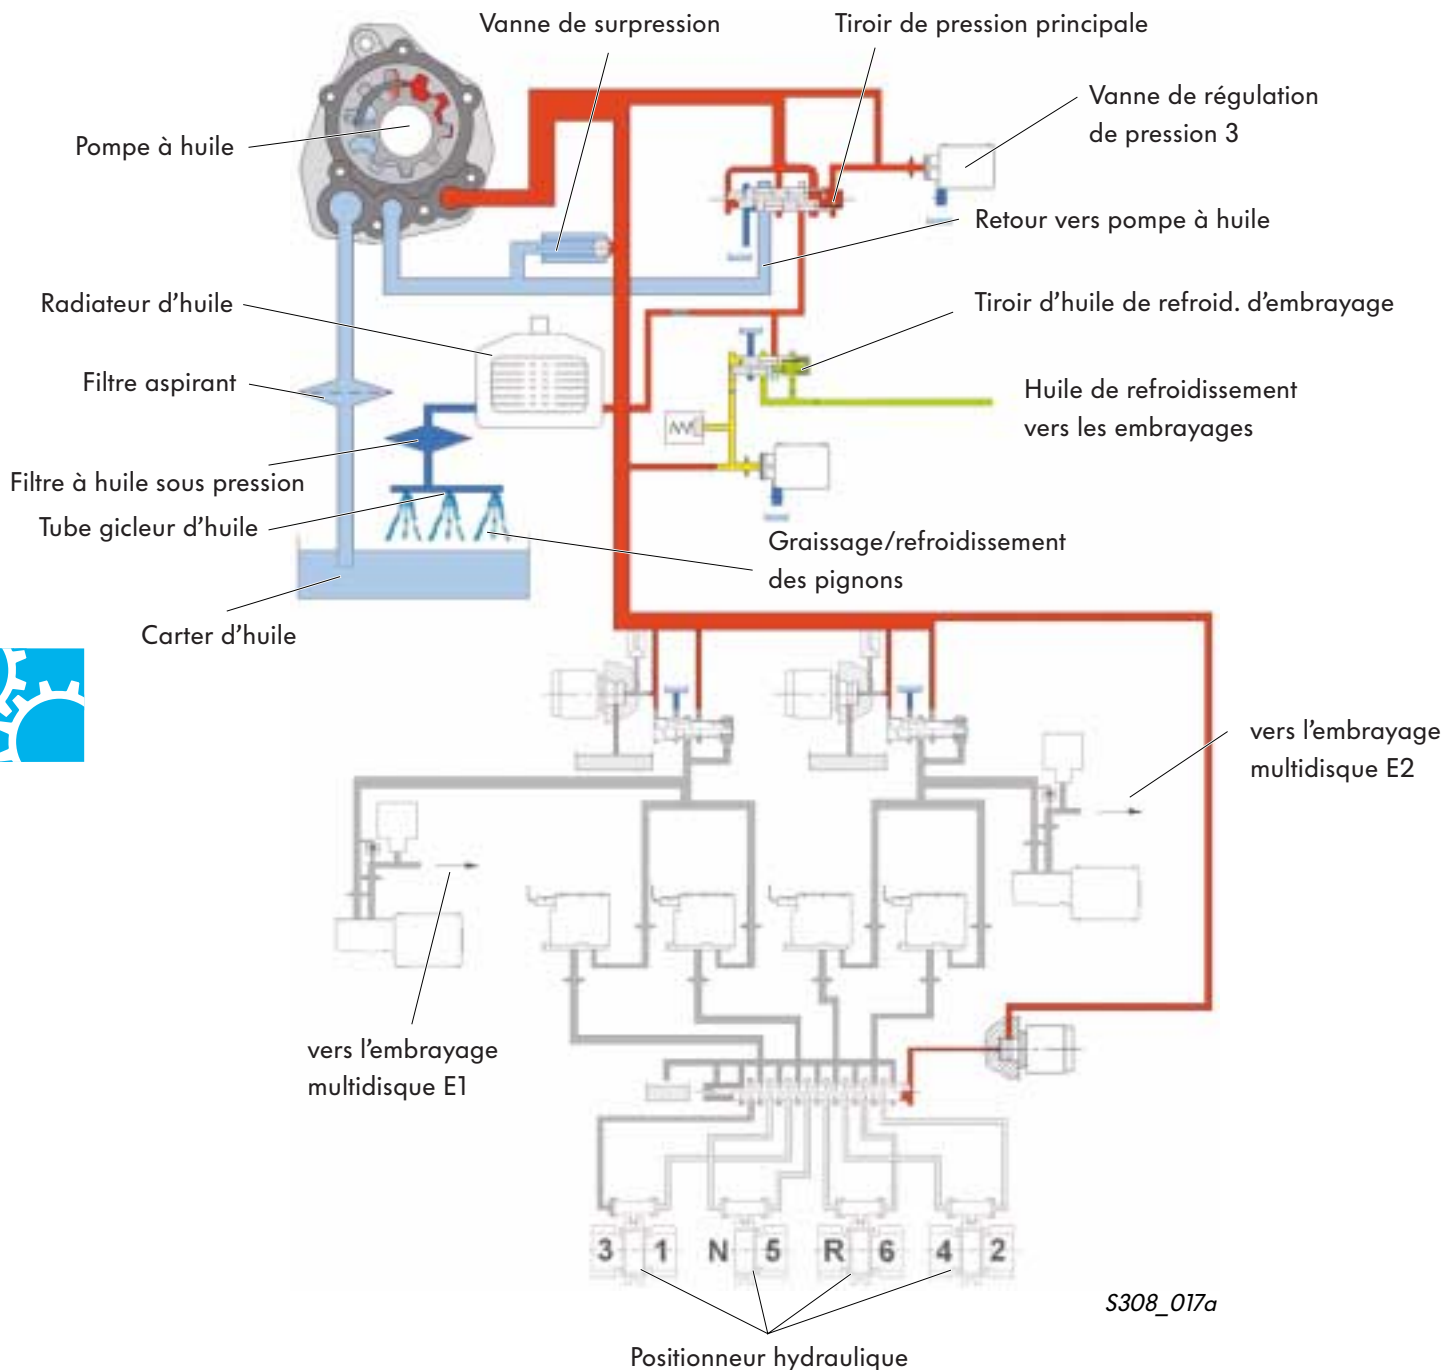 Vanne de surpression
Tiroir de pression principale
Vanne de régulation
de pression 3
Pompe à huile
Retour vers pompe à huile
Radiateur d'huile
Tiroir d'huile de refroid. d'embrayage
Filtre aspirant
Huile de refroidissement
vers les embrayages
Filtre à huile sous pression
Tube gicleur d'huile
Graissage/refroidissement
des pignons
Carter d'huile
vers l'embrayage
multidisque E2
vers l'embrayage
multidisque E1
3 1 N 5 R 6 4 2
S308_017a
Positionneur hydraulique